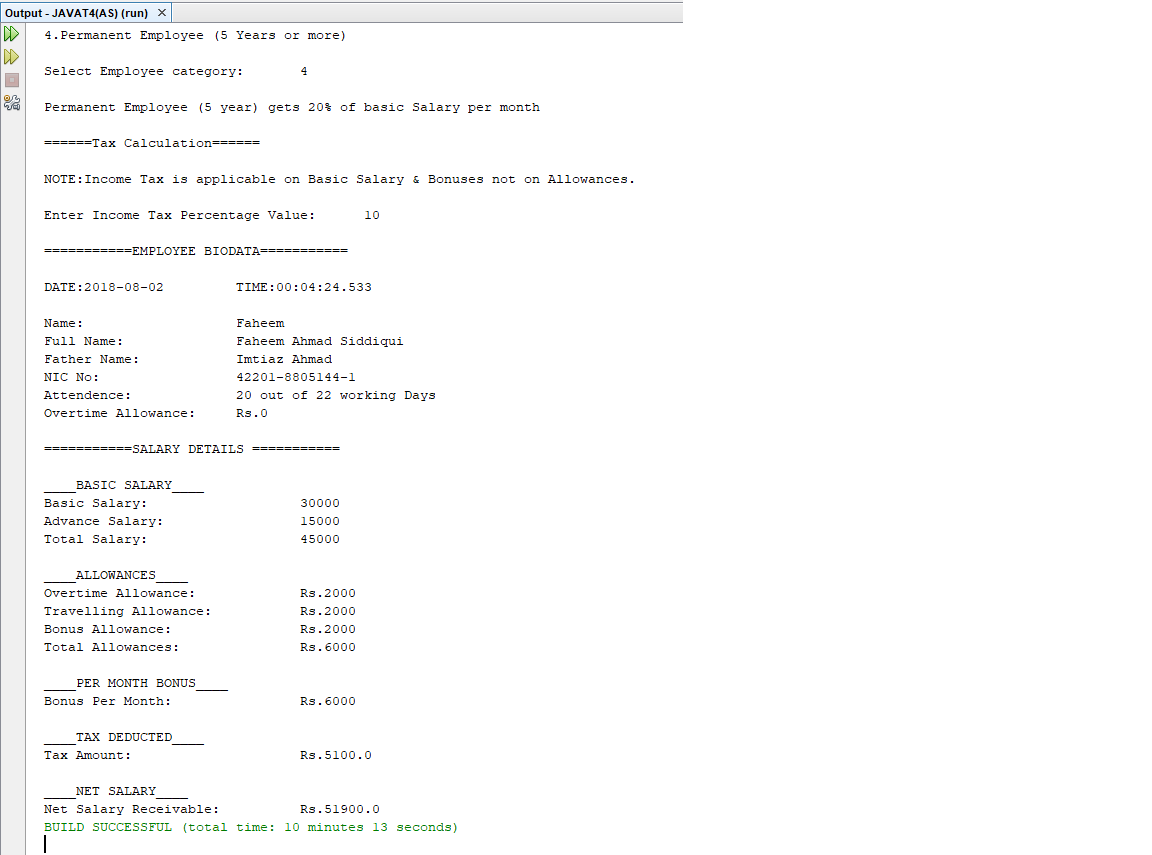 Output - JAVAT4(AS) (run) ×
4.Permanent Employee (5 Years or more)
Select Employee category: 4
Permanent Employee (5 year) gets 20% of basic Salary per month
======Tax Calculation======
NOTE:Income Tax is applicable on Basic Salary & Bonuses not on Allowances.
Enter Income Tax Percentage Value: 10
===========EMPLOYEE BIODATA===========
DATE:2018-08-02 TIME:00:04:24.533
Name: Faheem
Full Name: Faheem Ahmad Siddiqui
Father Name: Imtiaz Ahmad
NIC No: 42201-8805144-1
Attendence: 20 out of 22 working Days
Overtime Allowance: Rs.0
===========SALARY DETAILS ===========
____BASIC SALARY____
Basic Salary: 30000
Advance Salary: 15000
Total Salary: 45000
____ALLOWANCES____
Overtime Allowance: Rs.2000
Travelling Allowance: Rs.2000
Bonus Allowance: Rs.2000
Total Allowances: Rs.6000
____PER MONTH BONUS____
Bonus Per Month: Rs.6000
____TAX DEDUCTED____
Tax Amount: Rs.5100.0
____NET SALARY____
Net Salary Receivable: Rs.51900.0
BUILD SUCCESSFUL (total time: 10 minutes 13 seconds)